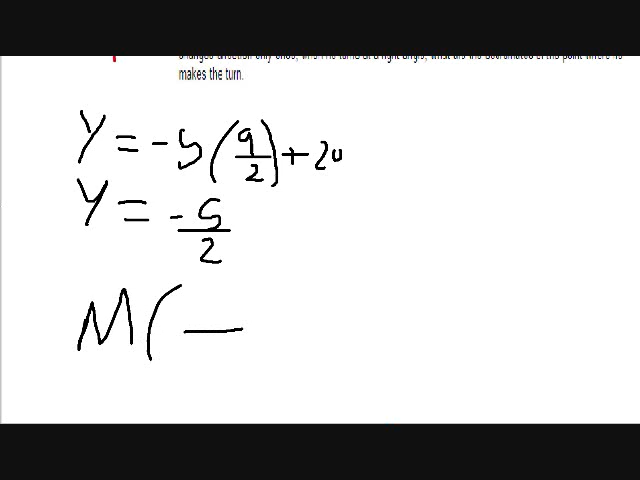 makes the turn.
Y = -5(9/2) + 20
Y = -5/2
M(